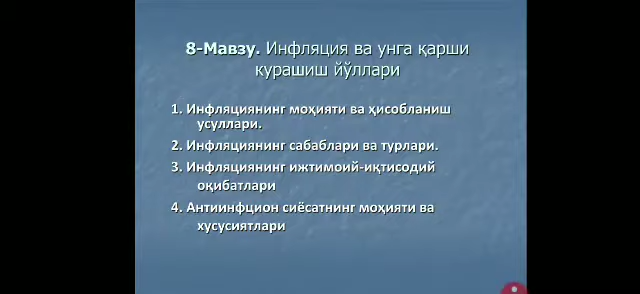 8-Мавзу. Инфляция ва унга қарши
курашиш йўллари
1. Инфляциянинг моҳияти ва ҳисобланиш
усуллари.
2. Инфляциянинг сабаблари ва турлари.
3. Инфляциянинг ижтимоий-иқтисодий
оқибатлари
4. Антиинфцион сиёсатнинг моҳияти ва
хусусиятлари